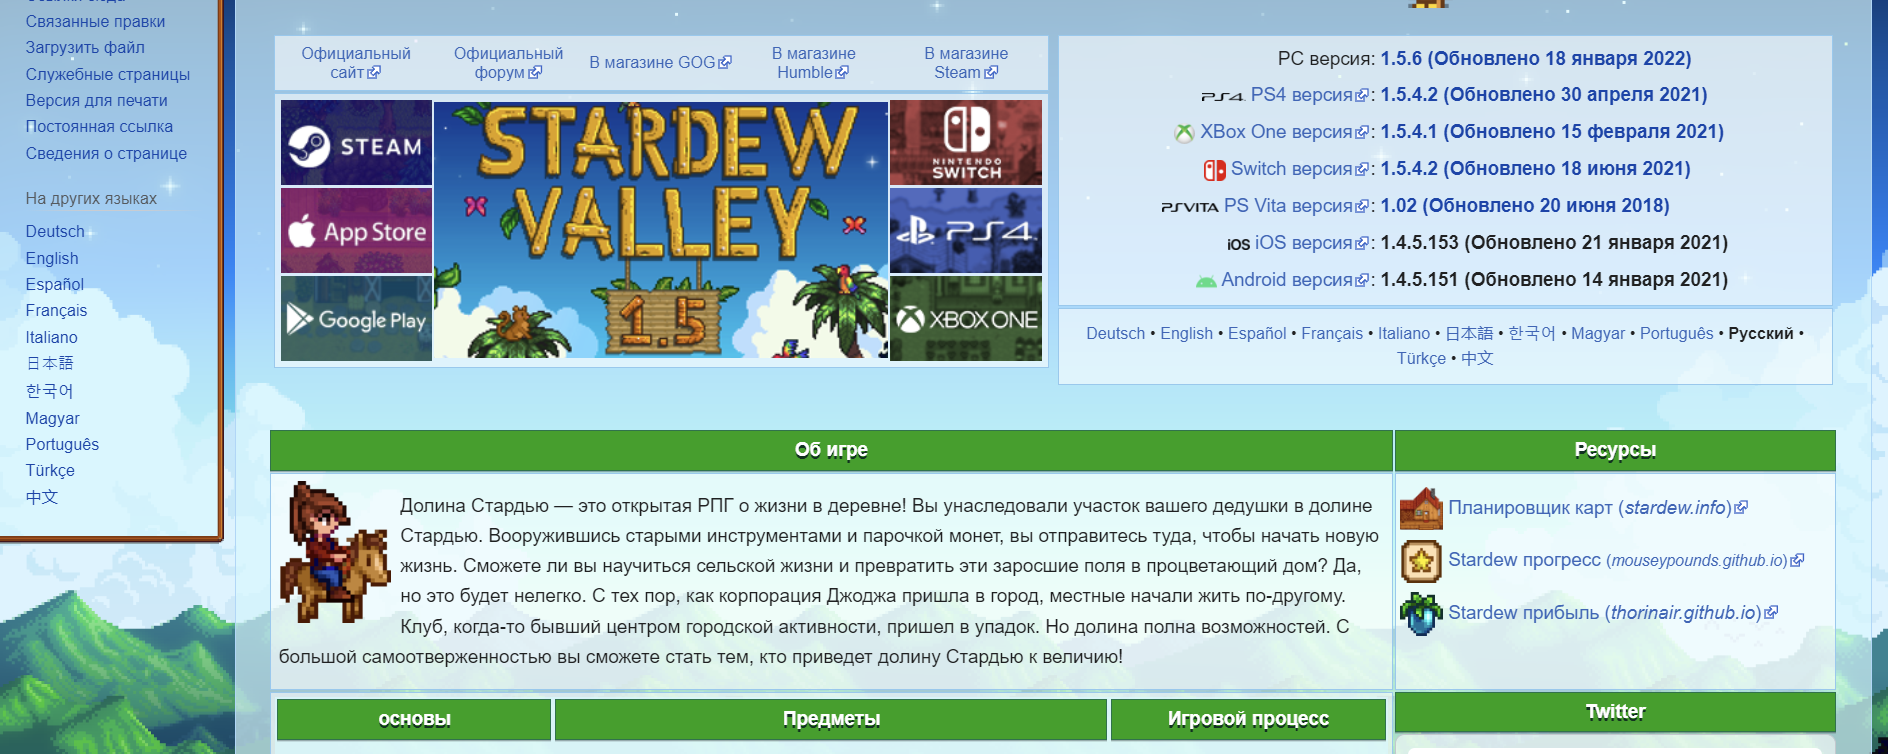 Связанные правки
Загрузить файл
Служебные страницы
Версия для печати
Постоянная ссылка
Сведения о странице
На других языках
Deutsch
English
Español
Français
Italiano
日本語
한국어
Magyar
Português
Türkçe
中文
Официальный
сайт
Официальный
форум
В магазине GOG
В магазине
Humble
В магазине
Steam
STEAM
App Store
Google Play
STARDEW
VALLEY
1.5
NINTENDO
SWITCH
PS4
XBOX ONE
PC версия: 1.5.6 (Обновлено 18 января 2022)
PS4 PS4 версия: 1.5.4.2 (Обновлено 30 апреля 2021)
XBox One версия: 1.5.4.1 (Обновлено 15 февраля 2021)
Switch версия: 1.5.4.2 (Обновлено 18 июня 2021)
PSVITA PS Vita версия: 1.02 (Обновлено 20 июня 2018)
iOS iOS версия: 1.4.5.153 (Обновлено 21 января 2021)
Android версия: 1.4.5.151 (Обновлено 14 января 2021)
Deutsch • English • Español • Français • Italiano • 日本語 • 한국어 • Magyar • Português • Русский •
Türkçe • 中文
Об игре
Долина Стардью — это открытая РПГ о жизни в деревне! Вы унаследовали участок вашего дедушки в долине
Стардью. Вооружившись старыми инструментами и парочкой монет, вы отправитесь туда, чтобы начать новую
жизнь. Сможете ли вы научиться сельской жизни и превратить эти заросшие поля в процветающий дом? Да,
но это будет нелегко. С тех пор, как корпорация Джоджа пришла в город, местные начали жить по-другому.
Клуб, когда-то бывший центром городской активности, пришел в упадок. Но долина полна возможностей. С
большой самоотверженностью вы сможете стать тем, кто приведет долину Стардью к величию!
Ресурсы
Планировщик карт (stardew.info)
Stardew прогресс (mouseypounds.github.io)
Stardew прибыль (thorinair.github.io)
основы
Предметы
Игровой процесс
Twitter